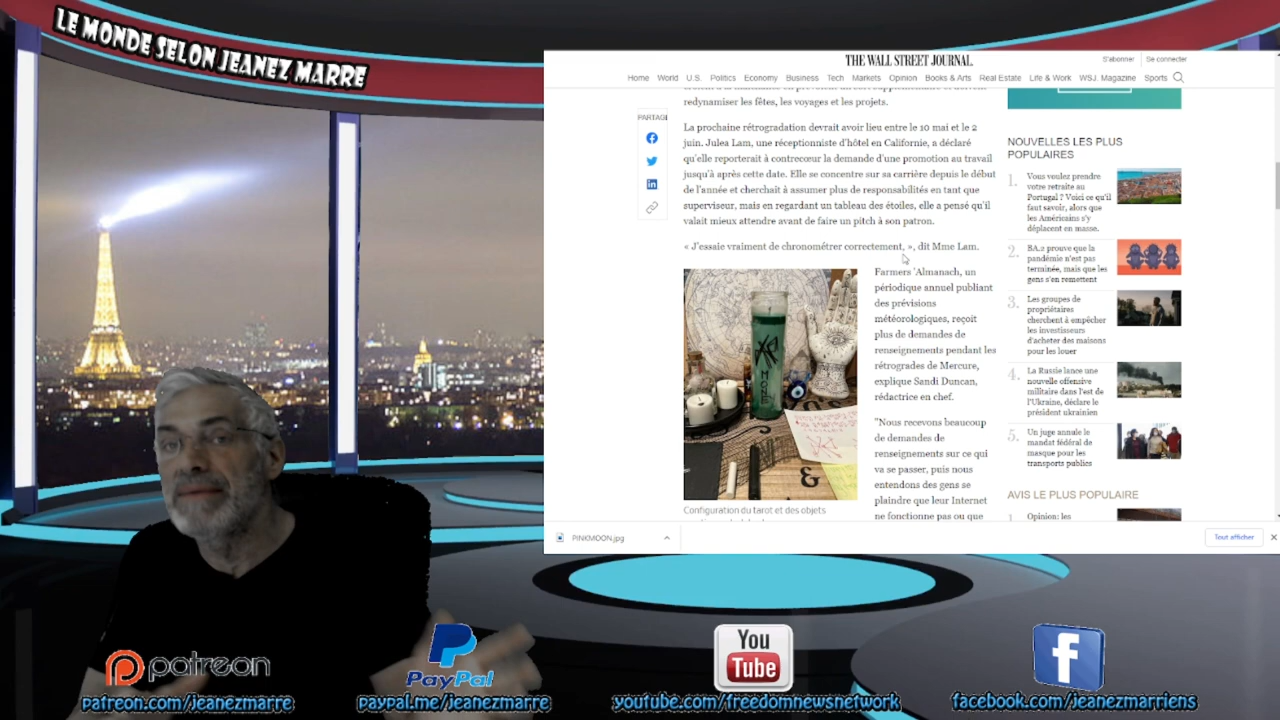 LE MONDE SELON JEANEZ MARRE
THE WALL STREET JOURNAL.
S'abonner
Se connecter
Home World U.S. Politics Economy Business Tech Markets Opinion Books & Arts Real Estate Life & Work WSJ. Magazine Sports
redynamiser les fêtes, les voyages et les projets.
PARTAGE
La prochaine rétrogradation devrait avoir lieu entre le 10 mai et le 2
juin. Julea Lam, une réceptionniste d'hôtel en Californie, a déclaré
qu'elle reporterait à contrecœur la demande d'une promotion au travail
jusqu'à après cette date. Elle se concentre sur sa carrière depuis le début
de l'année et cherchait à assumer plus de responsabilités en tant que
superviseur, mais en regardant un tableau des étoiles, elle a pensé qu'il
valait mieux attendre avant de faire un pitch à son patron.
« J'essaie vraiment de chronométrer correctement, », dit Mme Lam.
MONEY
&
Configuration du tarot et des objets
Farmers 'Almanach, un
périodique annuel publiant
des prévisions
météorologiques, reçoit
plus de demandes de
renseignements pendant les
rétrogrades de Mercure,
explique Sandi Duncan,
rédactrice en chef.
"Nous recevons beaucoup
de demandes de
renseignements sur ce qui
va se passer, puis nous
entendons des gens se
plaindre que leur Internet
ne fonctionne pas ou que
NOUVELLES LES PLUS
POPULAIRES
1. Vous voulez prendre
votre retraite au
Portugal ? Voici ce qu'il
faut savoir, alors que
les Américains s'y
déplacent en masse.
2. BA.2 prouve que la
pandémie n'est pas
terminée, mais que les
gens s'en remettent
3. Les groupes de
propriétaires
cherchent à empêcher
les investisseurs
d'acheter des maisons
pour les louer
4. La Russie lance une
nouvelle offensive
militaire dans l'est de
l'Ukraine, déclare le
président ukrainien
5. Un juge annule le
mandat fédéral de
masque pour les
transports publics
AVIS LE PLUS POPULAIRE
1. Opinion: les
PINKMOON.jpg
Tout afficher
patreon
patreon.com/jeanezmarre
PayPal
paypal.me/jeanezmarre
You
Tube
youtube.com/freedomnewsnetwork
f
facebook.com/jeanezmarriens